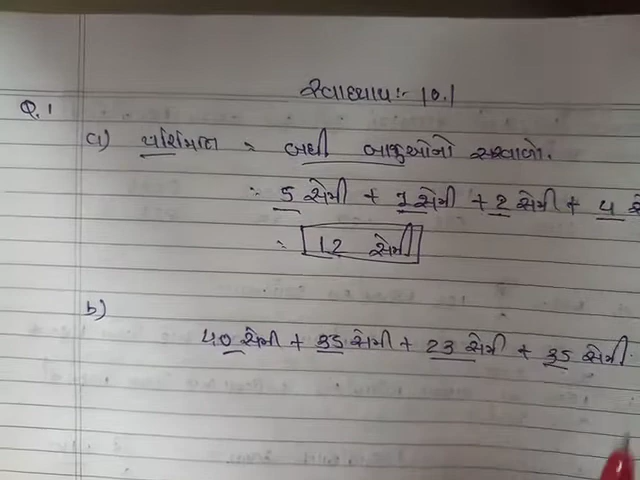 સ્વાધ્યાય:- 10.1
Q.1
a) પરિમિતિ = બધી બાજુઓનો સરવાળો.
= 5 સેમી + 1 સેમી + 2 સેમી + 4 સે
= 12 સેમી
b)
40 સેમી + 35 સેમી + 23 સેમી + 35 સેમી.